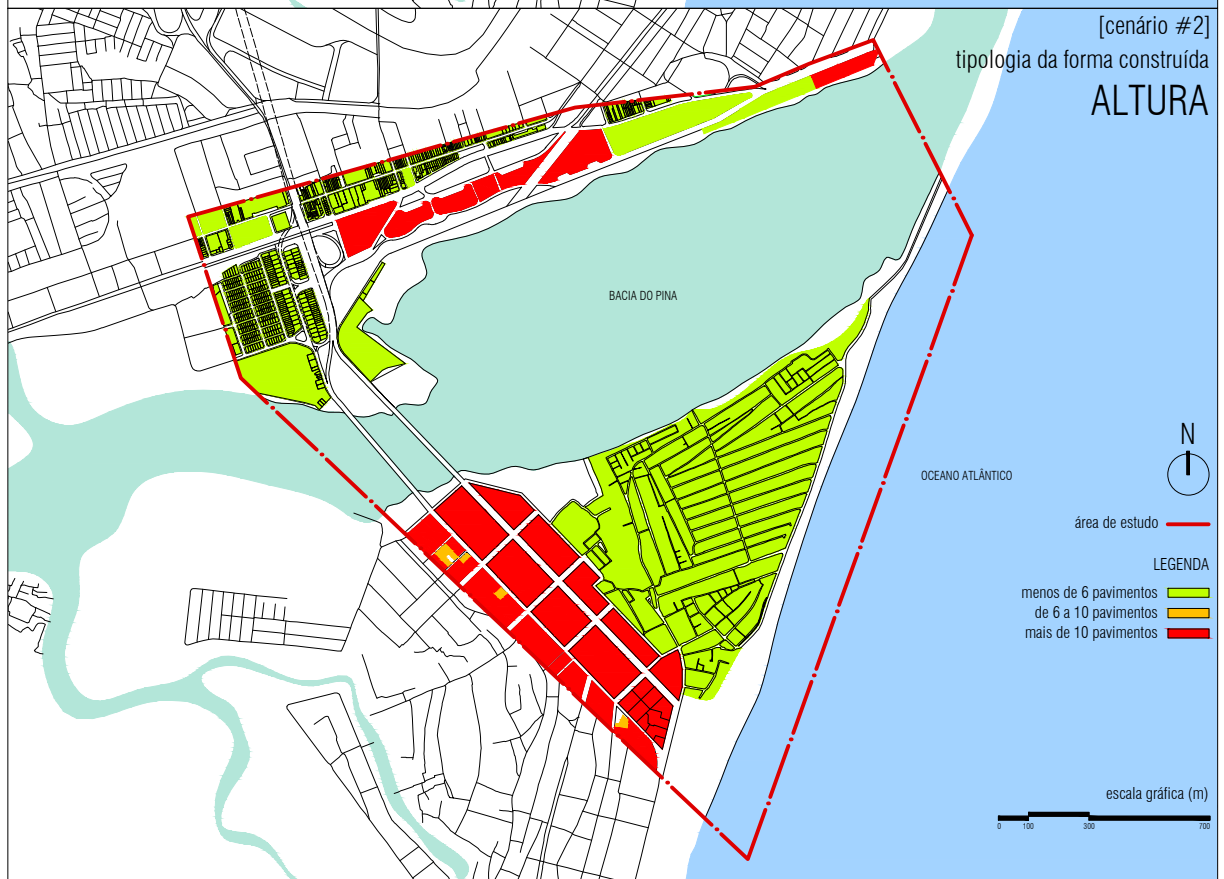 [cenário #2]
tipologia da forma construída
ALTURA
BACIA DO PINA
OCEANO ATLÂNTICO
N
área de estudo
LEGENDA
menos de 6 pavimentos
de 6 a 10 pavimentos
mais de 10 pavimentos
escala gráfica (m)
0 100 300 700